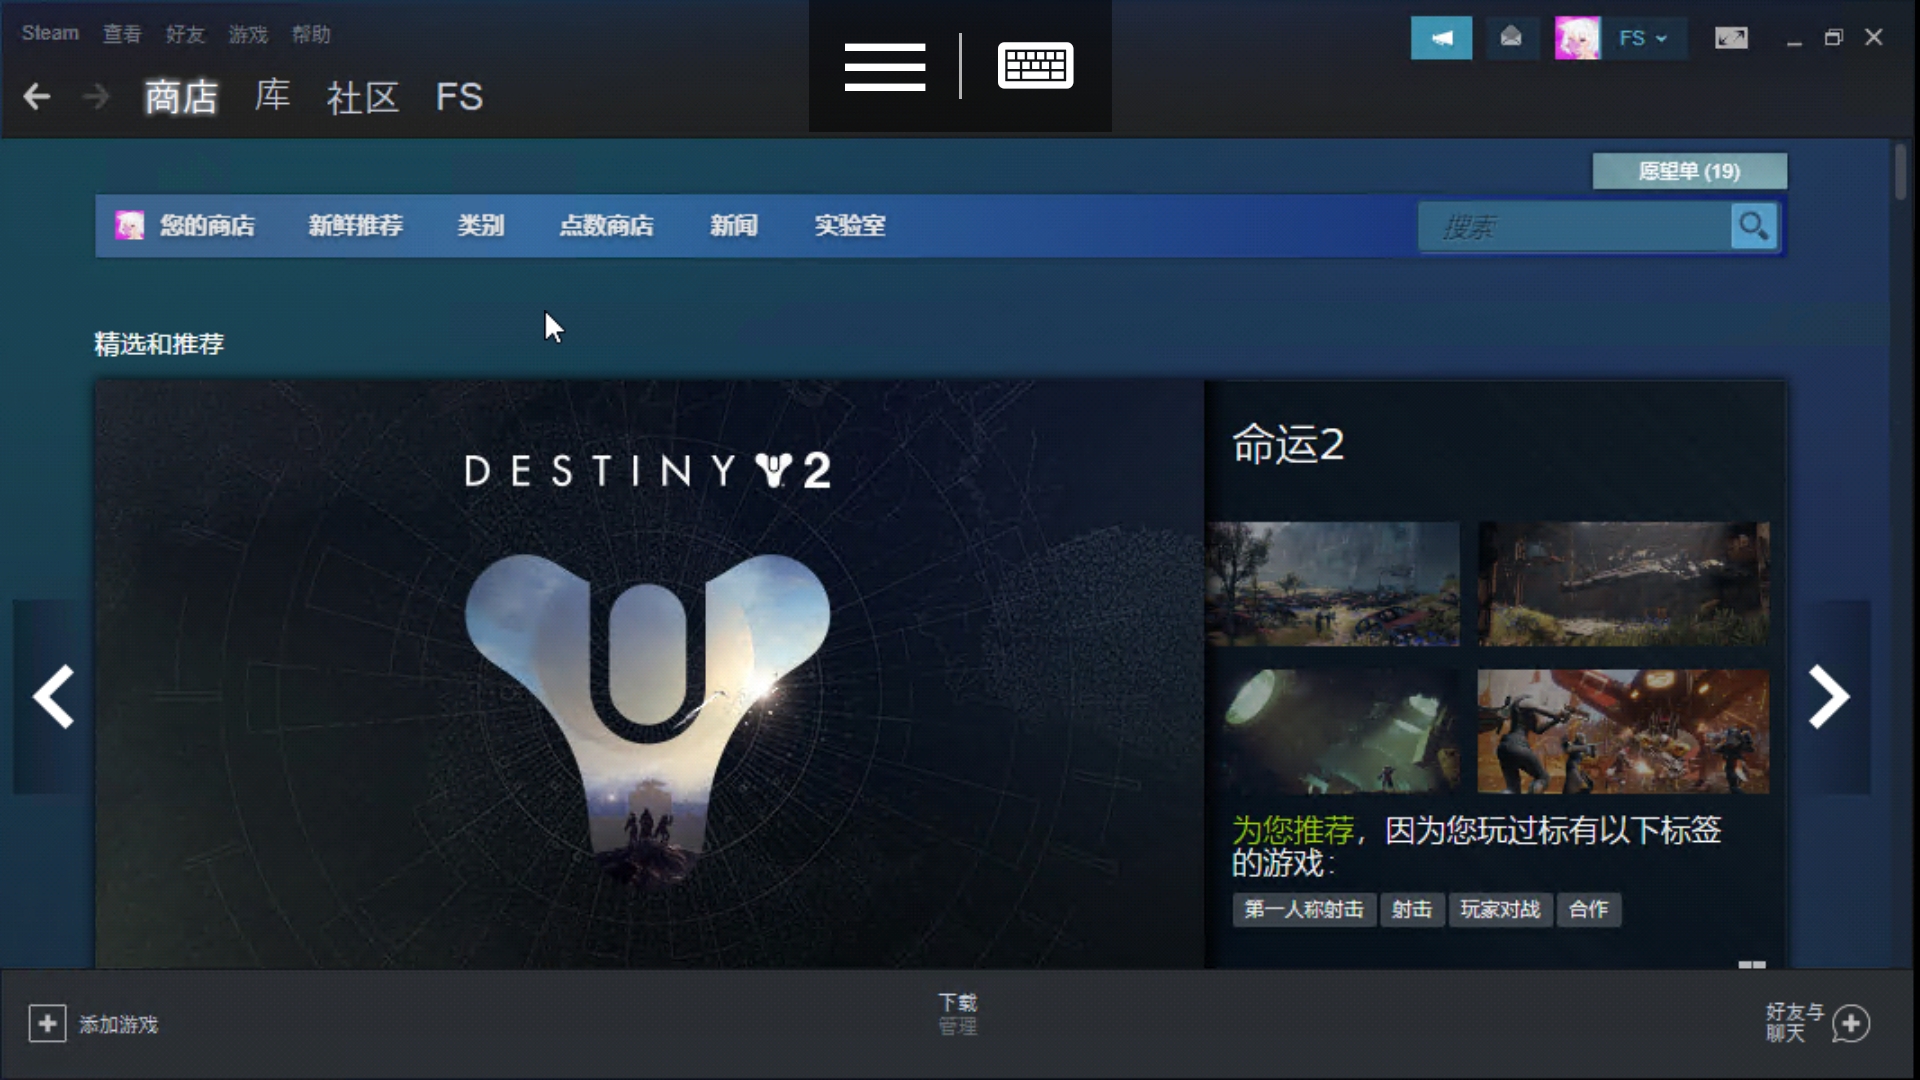 Steam 查看 好友 游戏 帮助
FS
商店 库 社区 FS
愿望单 (19)
您的商店 新鲜推荐 类别 点数商店 新闻 实验室
搜索
精选和推荐
DESTINY 2
命运2
为您推荐，因为您玩过标有以下标签
的游戏：
第一人称射击 射击 玩家对战 合作
添加游戏
下载
管理
好友与
聊天